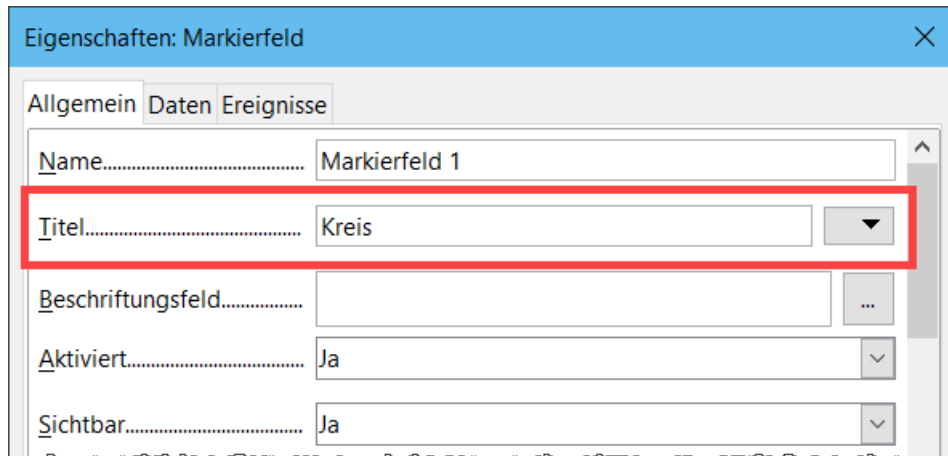 Eigenschaften: Markierfeld
Allgemein Daten Ereignisse
Name Markierfeld 1
Titel Kreis
Beschriftungsfeld ...
Aktiviert Ja
Sichtbar Ja